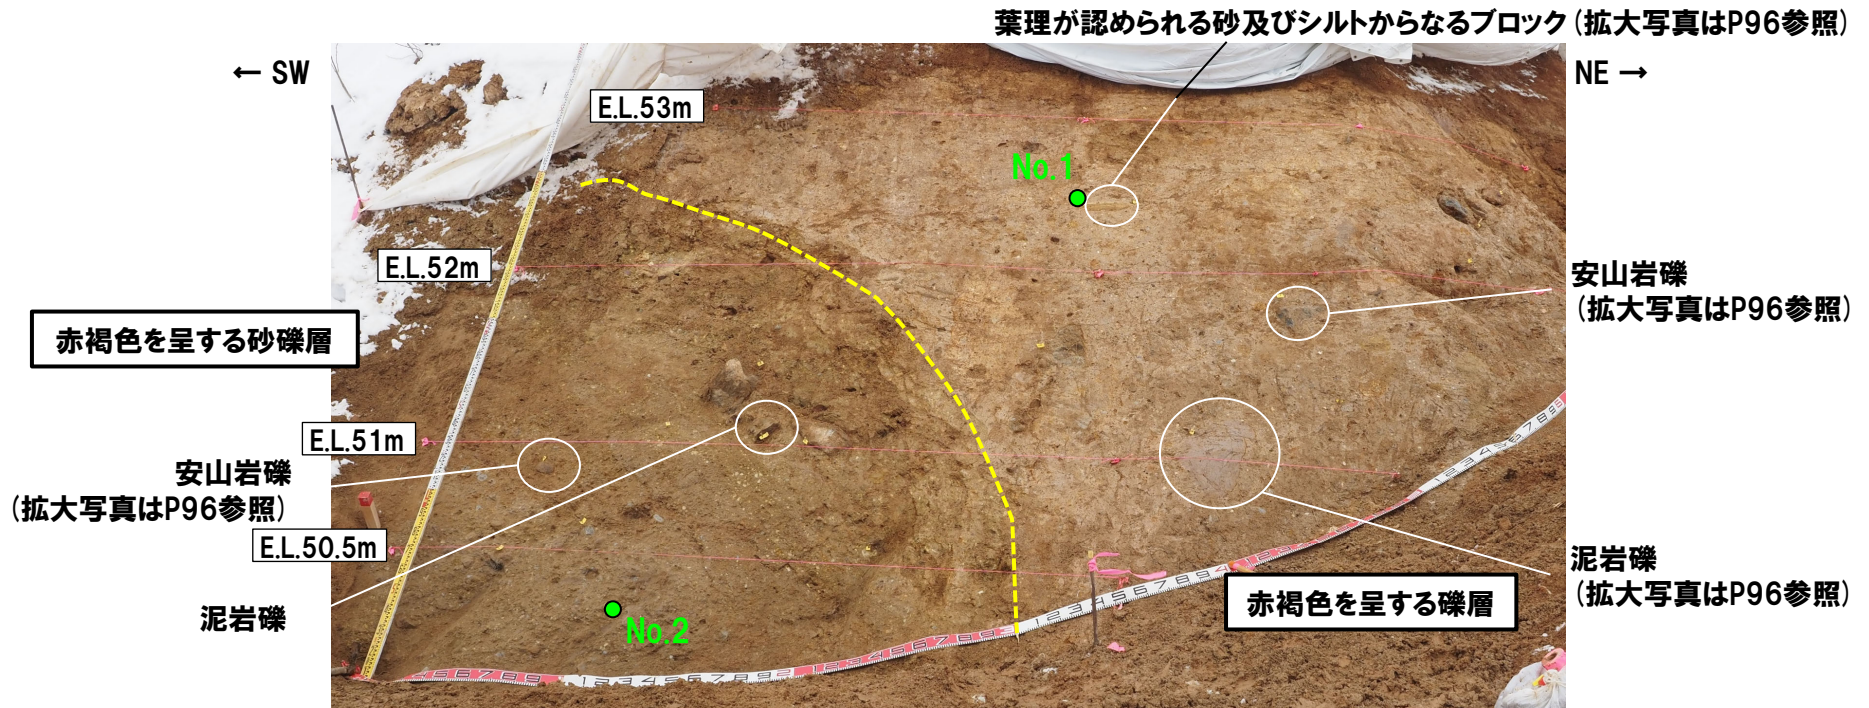 葉理が認められる砂及びシルトからなるブロック(拡大写真はP96参照)
← SW
NE →
E.L.53m
No.1
E.L.52m
安山岩礫
(拡大写真はP96参照)
赤褐色を呈する砂礫層
E.L.51m
安山岩礫
(拡大写真はP96参照)
E.L.50.5m
泥岩礫
(拡大写真はP96参照)
赤褐色を呈する礫層
泥岩礫
No.2